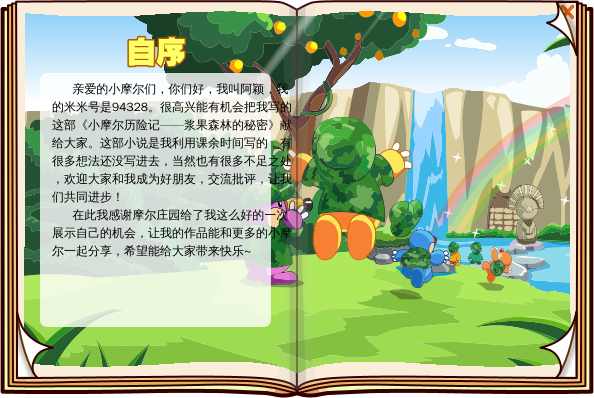 自序
亲爱的小摩尔们，你们好，我叫阿颖，我
的米米号是94328。很高兴能有机会把我写的
这部《小摩尔历险记——浆果森林的秘密》献
给大家。这部小说是我利用课余时间写的，有
很多想法还没写进去，当然也有很多不足之处
，欢迎大家和我成为好朋友，交流批评，让我
们共同进步！
在此我感谢摩尔庄园给了我这么好的一次
展示自己的机会，让我的作品能和更多的小摩
尔一起分享，希望能给大家带来快乐~